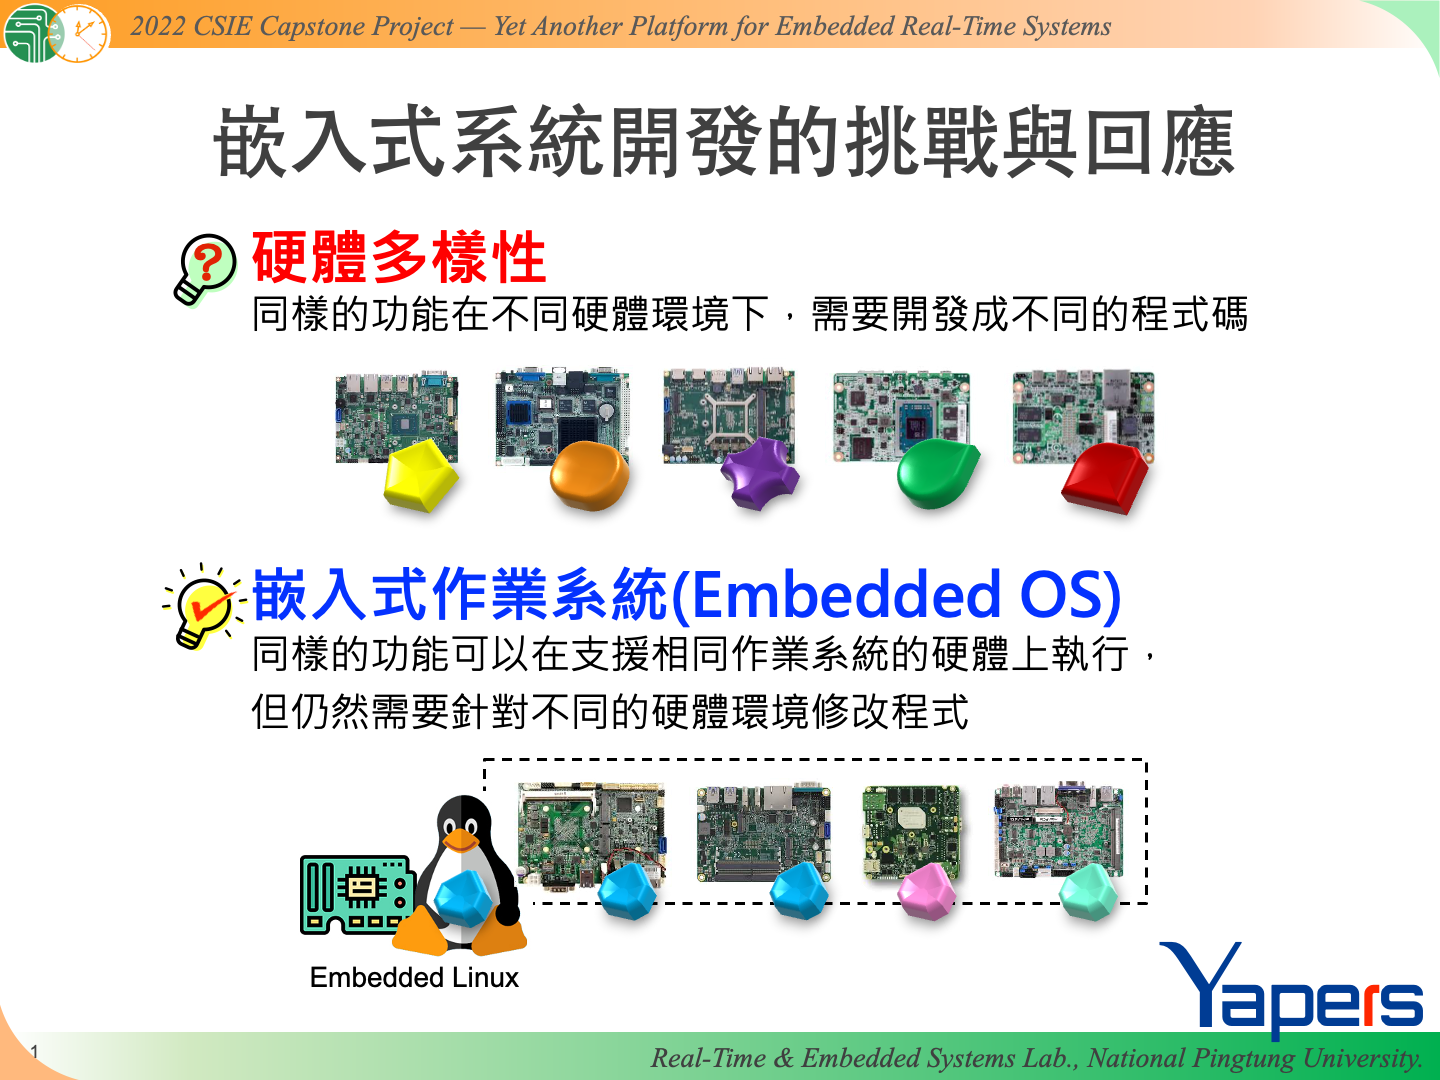 2022 CSIE Capstone Project — Yet Another Platform for Embedded Real-Time Systems
嵌入式系統開發的挑戰與回應
硬體多樣性
同樣的功能在不同硬體環境下，需要開發成不同的程式碼
嵌入式作業系統(Embedded OS)
同樣的功能可以在支援相同作業系統的硬體上執行，
但仍然需要針對不同的硬體環境修改程式
Embedded Linux
Yapers
1
Real-Time & Embedded Systems Lab., National Pingtung University.